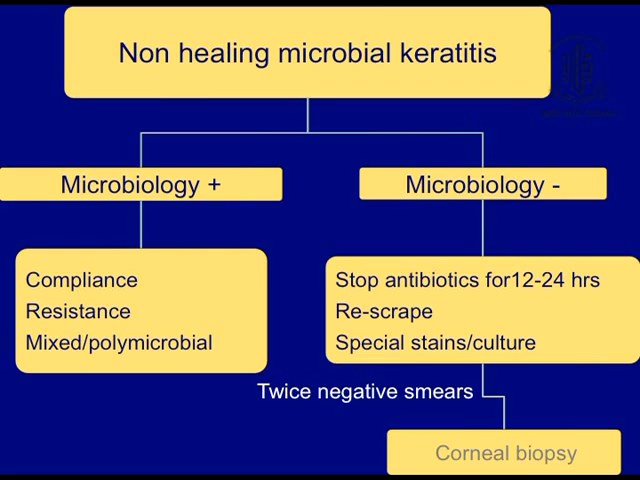 Non healing microbial keratitis
Microbiology +
Microbiology -
Compliance
Resistance
Mixed/polymicrobial
Stop antibiotics for12-24 hrs
Re-scrape
Special stains/culture
Twice negative smears
Corneal biopsy